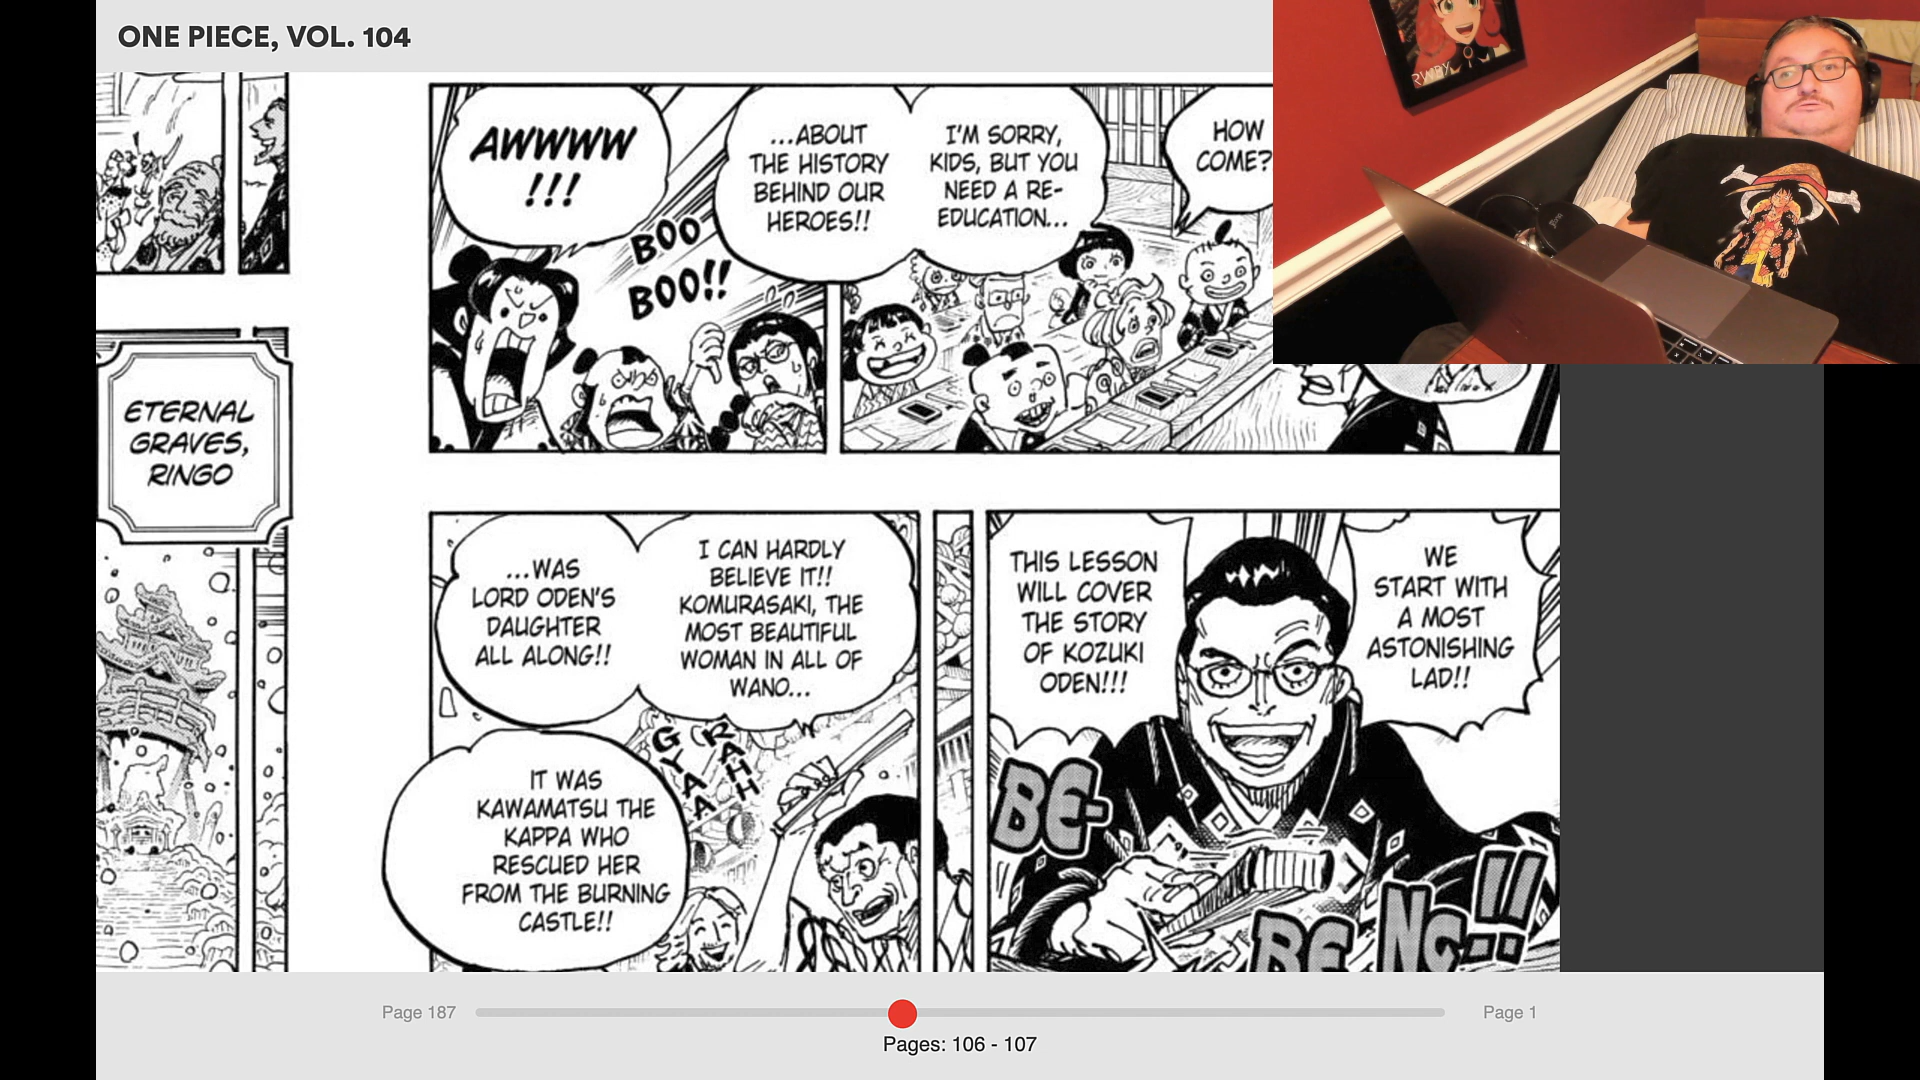 ONE PIECE, VOL. 104
RWBY
HOW
COME?
I'M SORRY,
KIDS, BUT YOU
NEED A RE-
EDUCATION...
...ABOUT
THE HISTORY
BEHIND OUR
HEROES!!
AWWWW
!!!
BOO
BOO!!
WE
START WITH
A MOST
ASTONISHING
LAD!!
THIS LESSON
WILL COVER
THE STORY
OF KOZUKI
ODEN!!!
BE-
BE NG-!!
I CAN HARDLY
BELIEVE IT!!
KOMURASAKI, THE
MOST BEAUTIFUL
WOMAN IN ALL OF
WANO...
...WAS
LORD ODEN'S
DAUGHTER
ALL ALONG!!
RAHH
GYAA
IT WAS
KAWAMATSU THE
KAPPA WHO
RESCUED HER
FROM THE BURNING
CASTLE!!
ETERNAL
GRAVES,
RINGO
Page 187
Page 1
Pages: 106 - 107